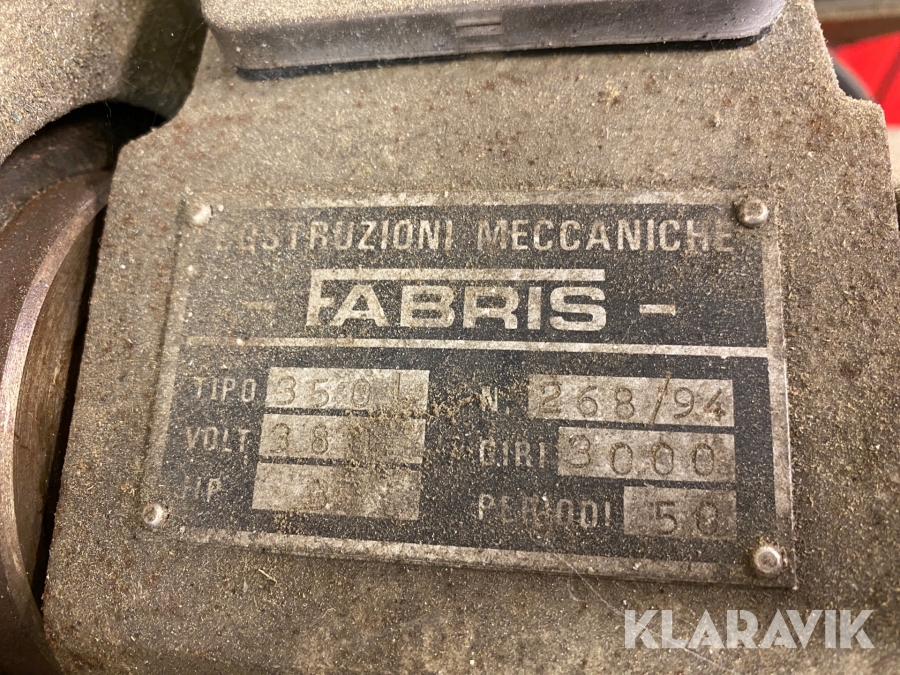 COSTRUZIONI MECCANICHE
- FABRIS -
TIPO 350 L N. 268/94
VOLT 380 GIRI 3000
HP PERIODI 50
KLARAVIK